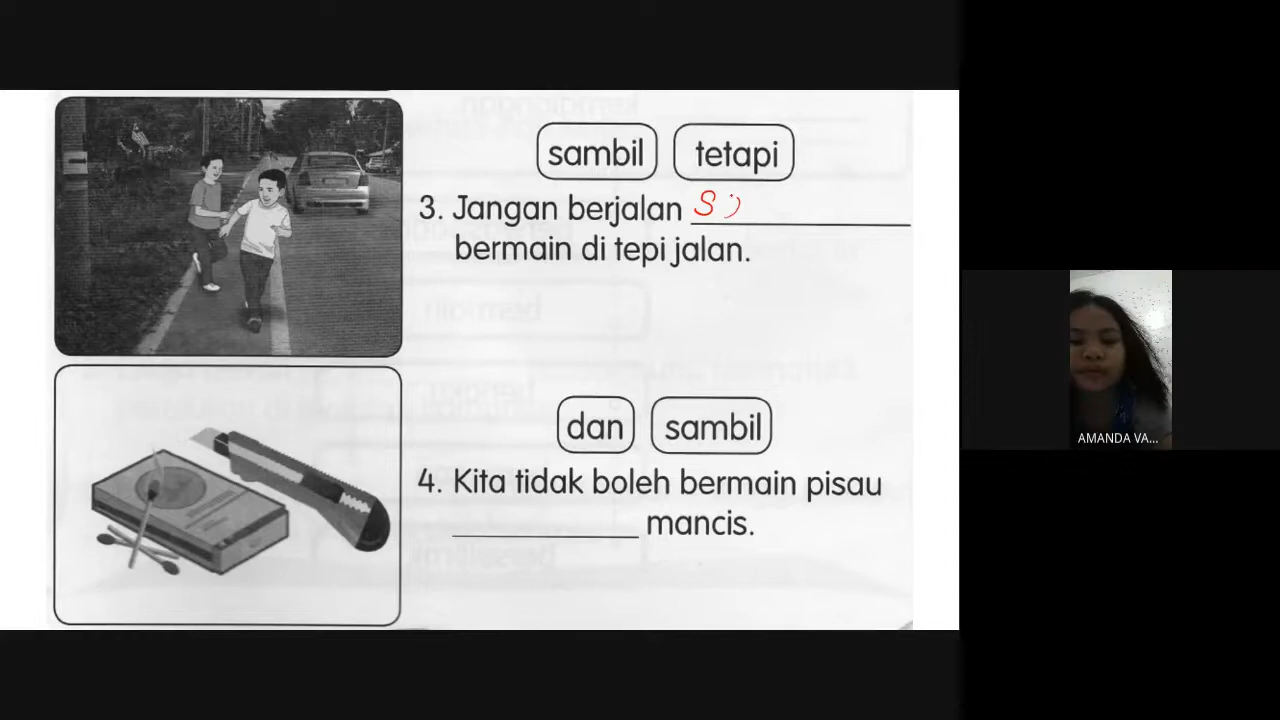 sambil tetapi
3. Jangan berjalan
bermain di tepi jalan.
dan sambil
4. Kita tidak boleh bermain pisau
mancis.
AMANDA VA...